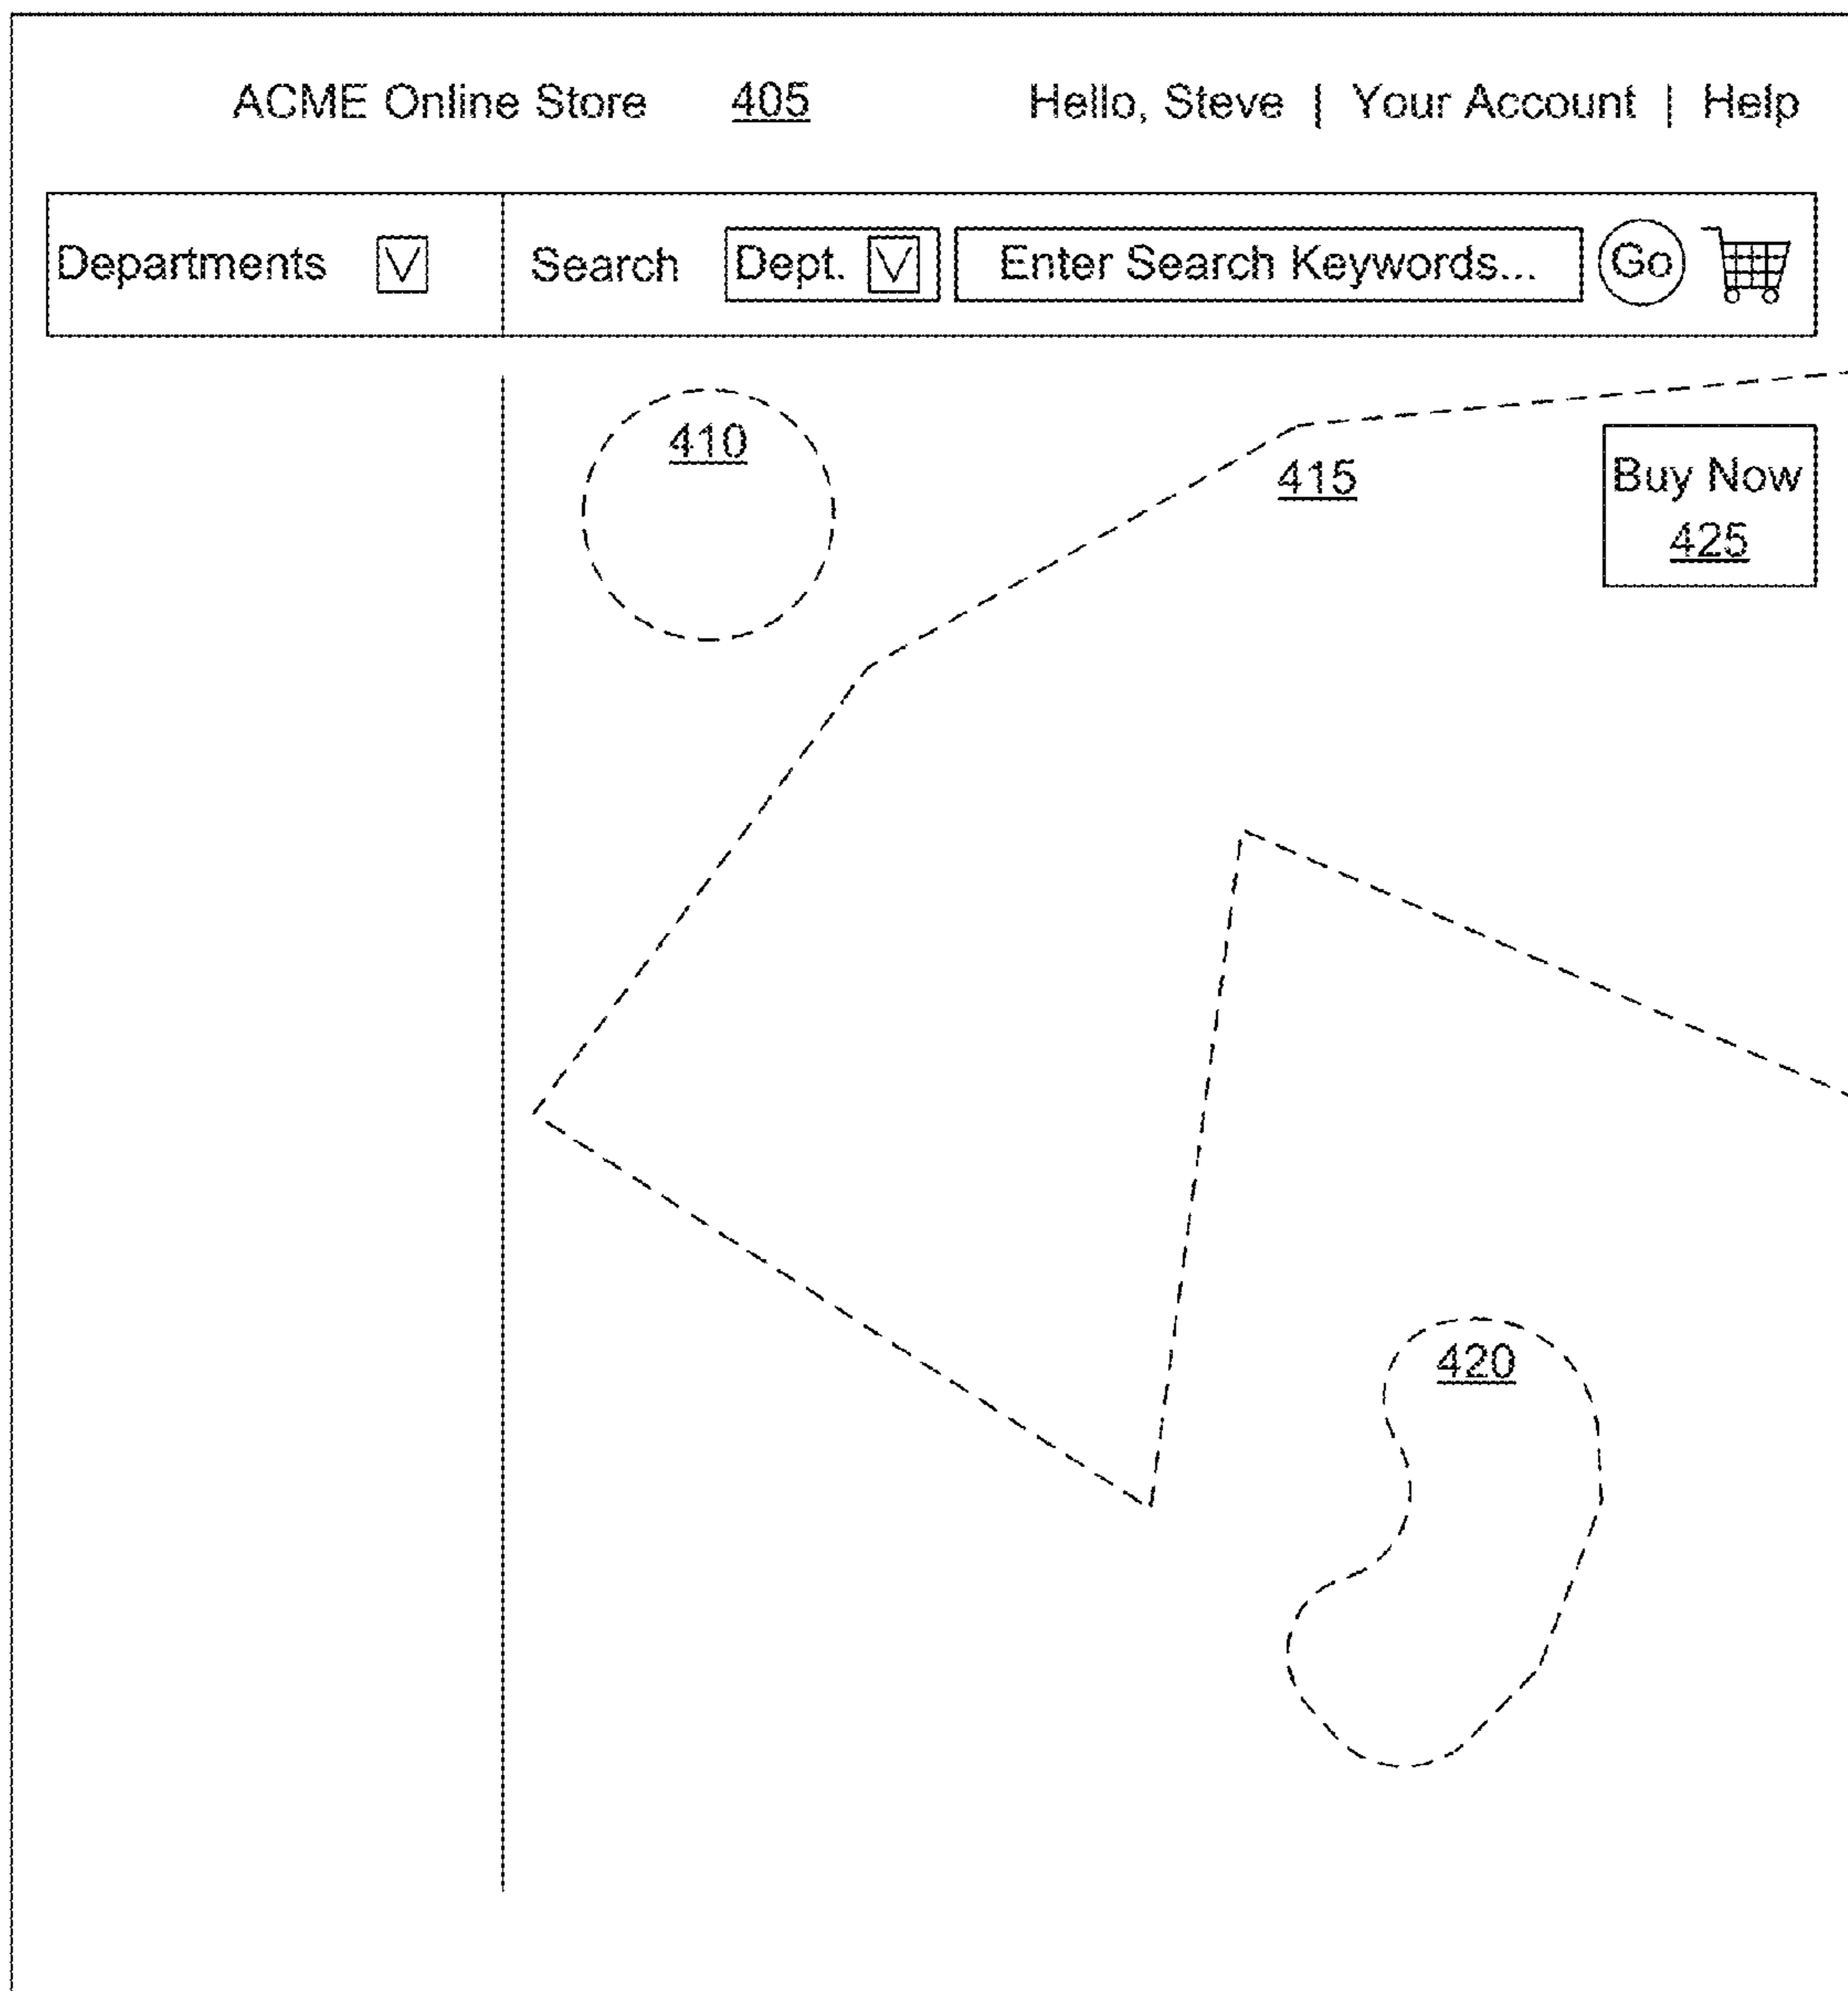 ACME Online Store 405 Hello, Steve | Your Account | Help
Departments V Search Dept. V Enter Search Keywords... Go
410
415
Buy Now
425
420